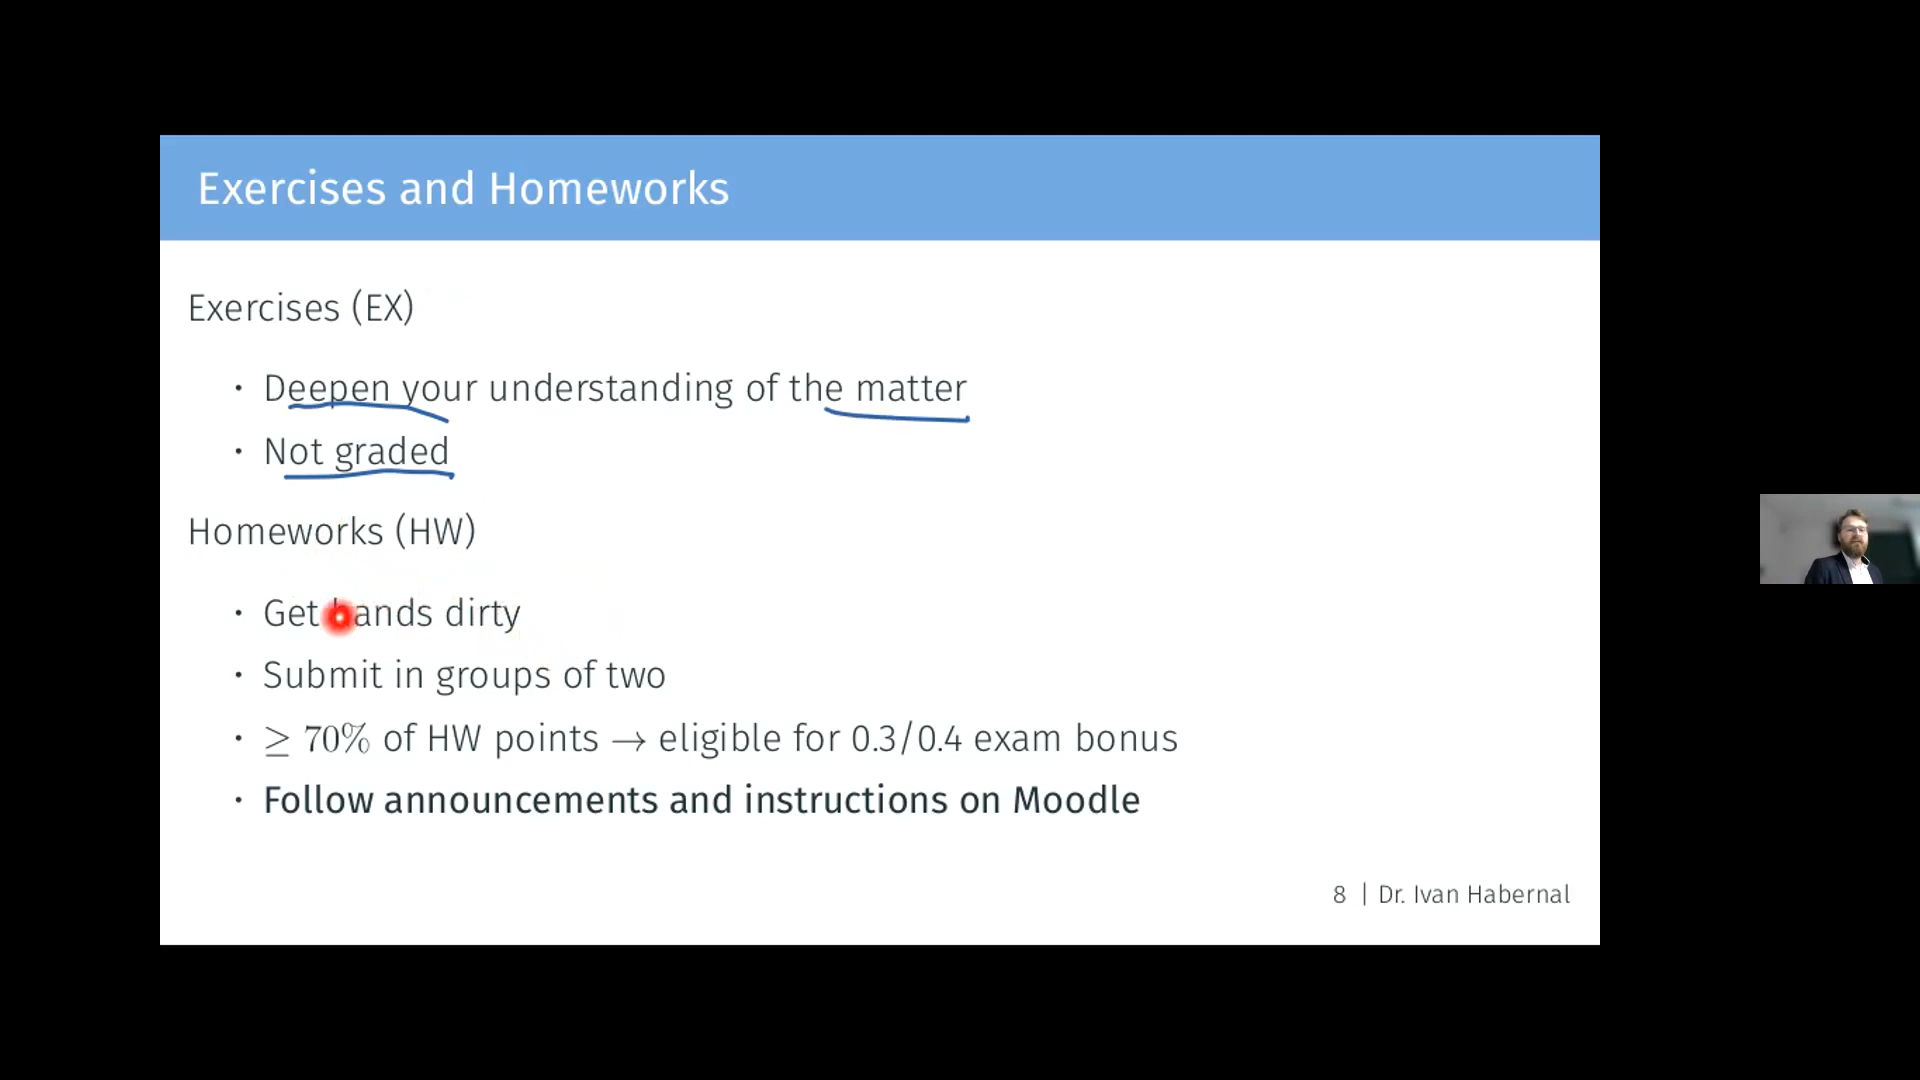 Exercises and Homeworks
Exercises (EX)
• Deepen your understanding of the matter
• Not graded
Homeworks (HW)
• Get hands dirty
• Submit in groups of two
• ≥ 70% of HW points → eligible for 0.3/0.4 exam bonus
• Follow announcements and instructions on Moodle
8 | Dr. Ivan Habernal